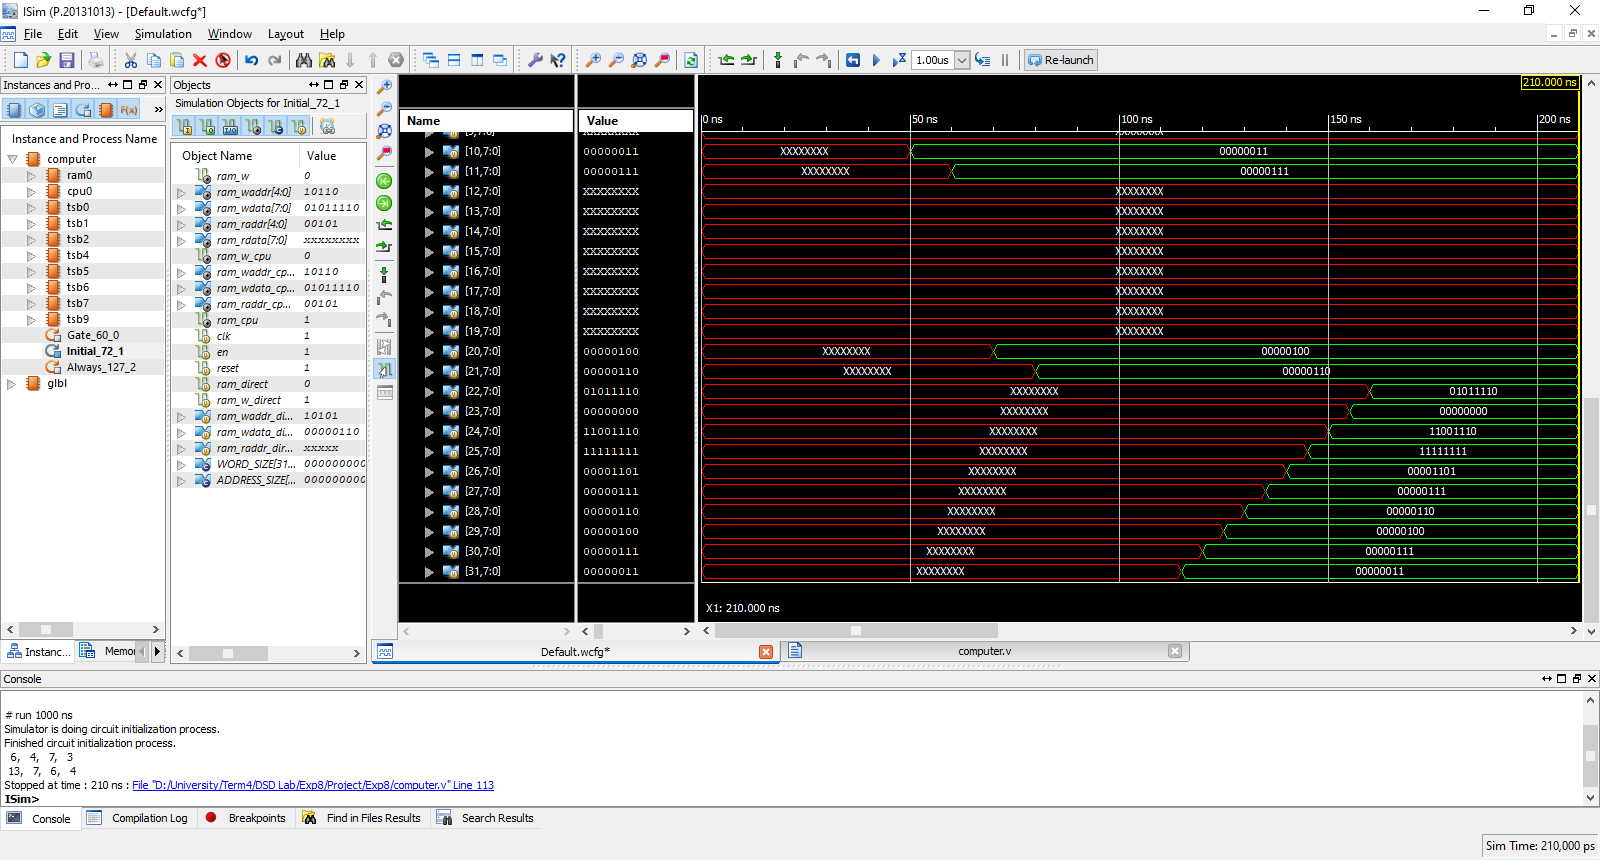 ISim (P.20131013) - [Default.wcfg*]
File Edit View Simulation Window Layout Help
1.00us Re-launch
Instances and Pro...
Instance and Process Name
computer
ram0
cpu0
tsb0
tsb1
tsb2
tsb4
tsb5
tsb6
tsb7
tsb9
Gate_60_0
Initial_72_1
Always_127_2
glbl
Instanc... Memor
Objects
Simulation Objects for Initial_72_1
Object Name Value
ram_w 0
ram_waddr[4:0] 10110
ram_wdata[7:0] 01011110
ram_raddr[4:0] 00101
ram_rdata[7:0] xxxxxxxx
ram_w_cpu 0
ram_waddr_cp... 10110
ram_wdata_cp... 01011110
ram_raddr_cp... 00101
ram_cpu 1
clk 1
en 1
reset 1
ram_direct 0
ram_w_direct 1
ram_waddr_di... 10101
ram_wdata_di... 00000110
ram_raddr_dir... xxxxx
WORD_SIZE[31... 000000000
ADDRESS_SIZE[... 000000000
210.000 ns
Name Value 0 ns 50 ns 100 ns 150 ns 200 ns
[9,7:0] XXXXXXXX XXXXXXXX
[10,7:0] 00000011 XXXXXXXX 00000011
[11,7:0] 00000111 XXXXXXXX 00000111
[12,7:0] XXXXXXXX XXXXXXXX
[13,7:0] XXXXXXXX XXXXXXXX
[14,7:0] XXXXXXXX XXXXXXXX
[15,7:0] XXXXXXXX XXXXXXXX
[16,7:0] XXXXXXXX XXXXXXXX
[17,7:0] XXXXXXXX XXXXXXXX
[18,7:0] XXXXXXXX XXXXXXXX
[19,7:0] XXXXXXXX XXXXXXXX
[20,7:0] 00000100 XXXXXXXX 00000100
[21,7:0] 00000110 XXXXXXXX 00000110
[22,7:0] 01011110 XXXXXXXX 01011110
[23,7:0] 00000000 XXXXXXXX 00000000
[24,7:0] 11001110 XXXXXXXX 11001110
[25,7:0] 11111111 XXXXXXXX 11111111
[26,7:0] 00001101 XXXXXXXX 00001101
[27,7:0] 00000111 XXXXXXXX 00000111
[28,7:0] 00000110 XXXXXXXX 00000110
[29,7:0] 00000100 XXXXXXXX 00000100
[30,7:0] 00000111 XXXXXXXX 00000111
[31,7:0] 00000011 XXXXXXXX 00000011
X1: 210.000 ns
Default.wcfg* computer.v
Console
# run 1000 ns
Simulator is doing circuit initialization process.
Finished circuit initialization process.
6, 4, 7, 3
13, 7, 6, 4
Stopped at time : 210 ns : File "D:/University/Term4/DSD Lab/Exp8/Project/Exp8/computer.v" Line 113
ISim>
Console Compilation Log Breakpoints Find in Files Results Search Results
Sim Time: 210,000 ps